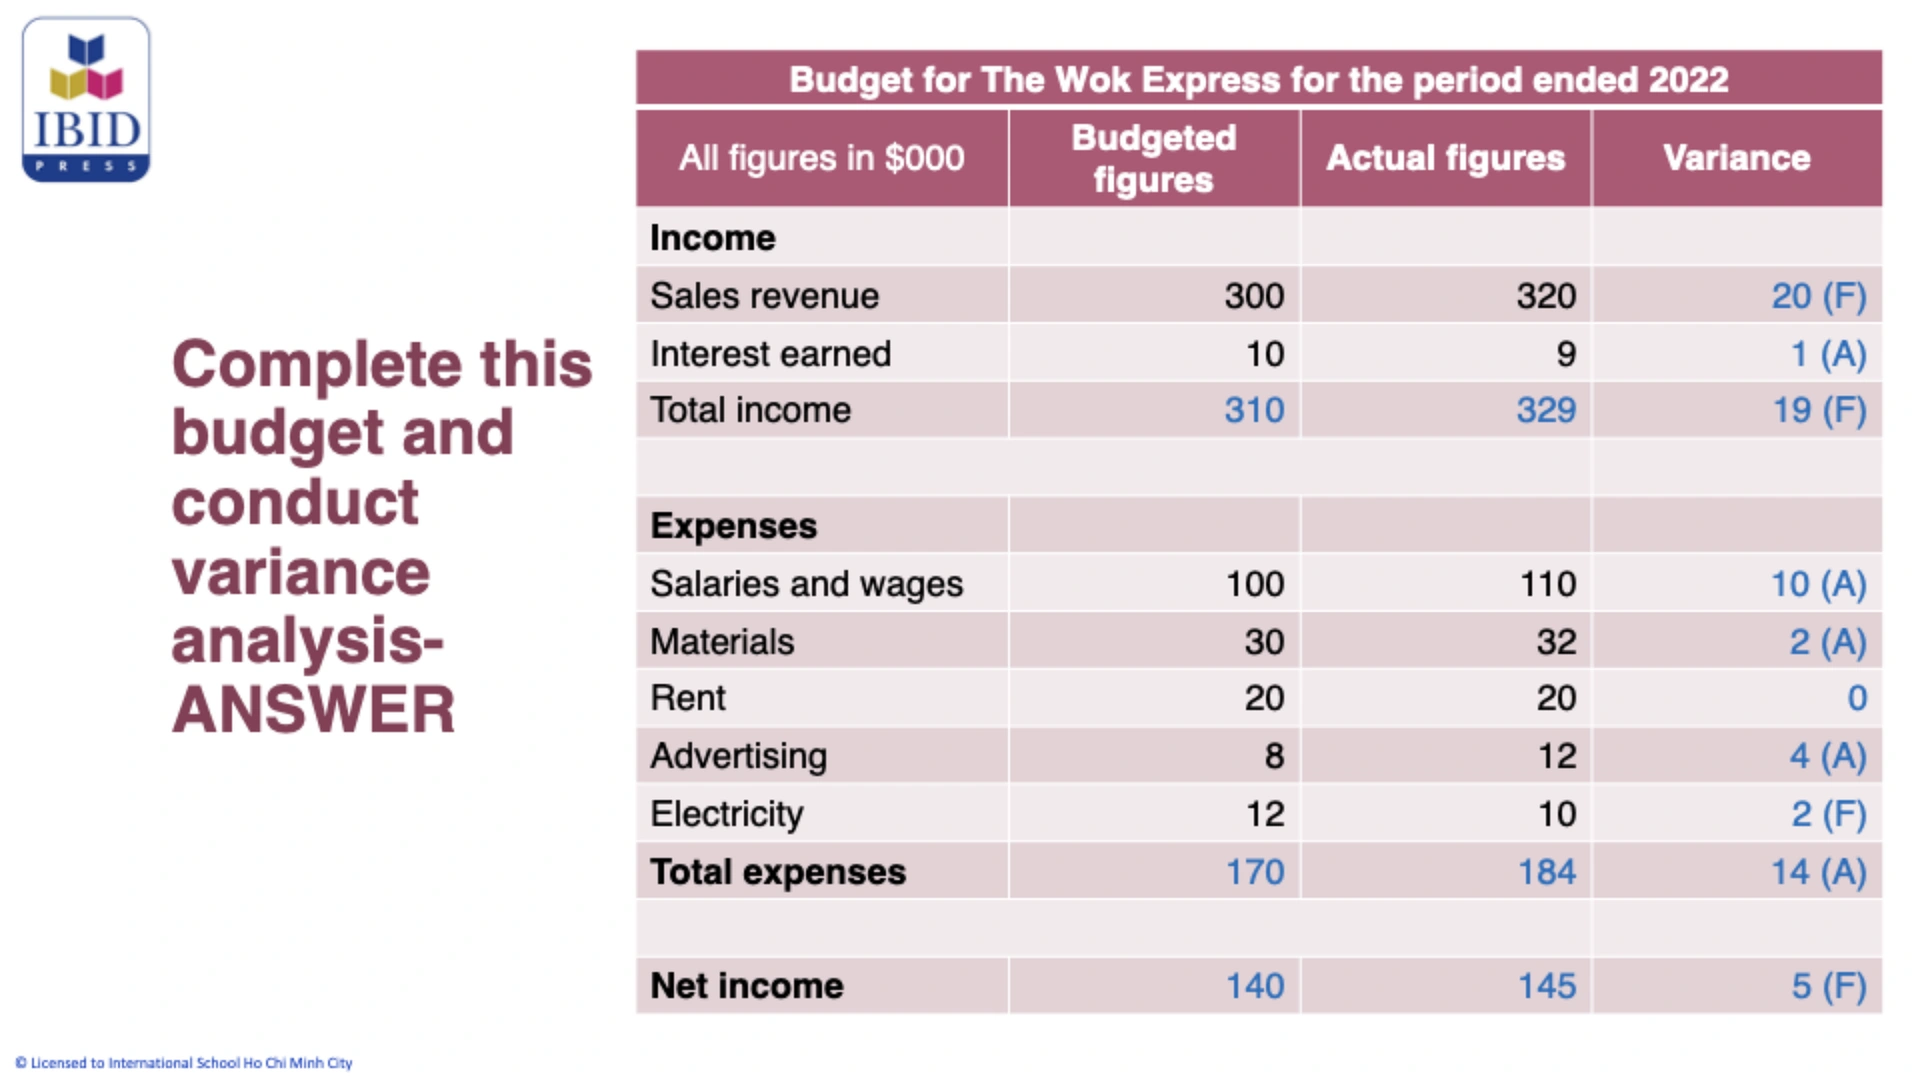 IBID
PRESS
Complete this
budget and
conduct
variance
analysis-
ANSWER
Budget for The Wok Express for the period ended 2022
All figures in $000 Budgeted figures Actual figures Variance
Income
Sales revenue 300 320 20 (F)
Interest earned 10 9 1 (A)
Total income 310 329 19 (F)
Expenses
Salaries and wages 100 110 10 (A)
Materials 30 32 2 (A)
Rent 20 20 0
Advertising 8 12 4 (A)
Electricity 12 10 2 (F)
Total expenses 170 184 14 (A)
Net income 140 145 5 (F)
© Licensed to International School Ho Chi Minh City